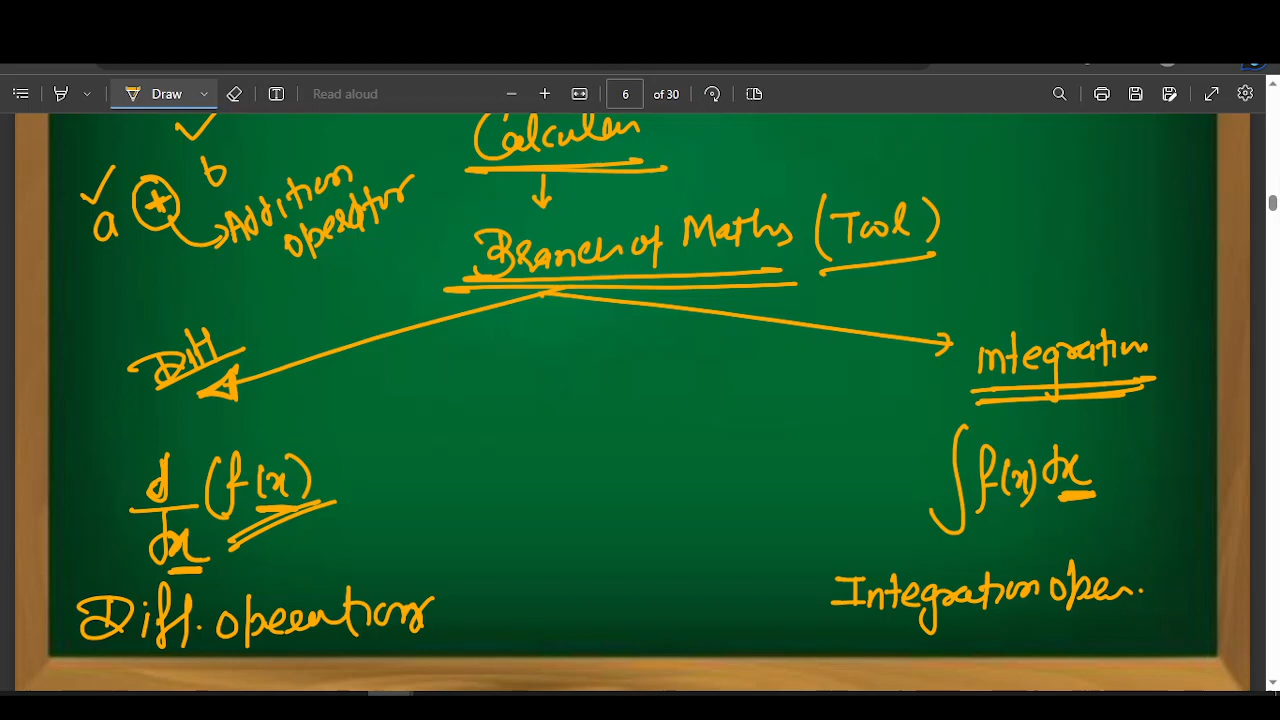 Draw
Read aloud
6 of 30
Calculus
a + b
Addition
operator
Branch of Maths (Tool)
Diff
Integration
d/dx (f(x))
∫ f(x) dx
Diff. operation
Integration oper.